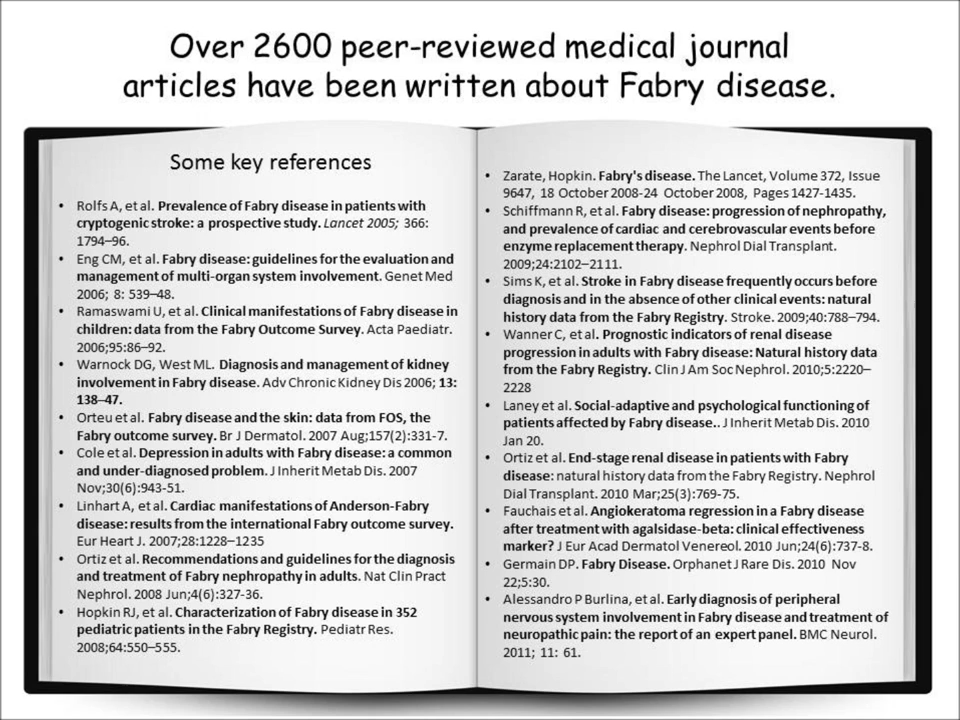 Over 2600 peer-reviewed medical journal
articles have been written about Fabry disease.
Some key references
• Rolfs A, et al. Prevalence of Fabry disease in patients with
cryptogenic stroke: a prospective study. Lancet 2005; 366:
1794–96.
• Eng CM, et al. Fabry disease: guidelines for the evaluation and
management of multi-organ system involvement. Genet Med
2006; 8: 539–48.
• Ramaswami U, et al. Clinical manifestations of Fabry disease in
children: data from the Fabry Outcome Survey. Acta Paediatr.
2006;95:86–92.
• Warnock DG, West ML. Diagnosis and management of kidney
involvement in Fabry disease. Adv Chronic Kidney Dis 2006; 13:
138–47.
• Orteu et al. Fabry disease and the skin: data from FOS, the
Fabry outcome survey. Br J Dermatol. 2007 Aug;157(2):331-7.
• Cole et al. Depression in adults with Fabry disease: a common
and under-diagnosed problem. J Inherit Metab Dis. 2007
Nov;30(6):943-51.
• Linhart A, et al. Cardiac manifestations of Anderson-Fabry
disease: results from the international Fabry outcome survey.
Eur Heart J. 2007;28:1228–1235
• Ortiz et al. Recommendations and guidelines for the diagnosis
and treatment of Fabry nephropathy in adults. Nat Clin Pract
Nephrol. 2008 Jun;4(6):327-36.
• Hopkin RJ, et al. Characterization of Fabry disease in 352
pediatric patients in the Fabry Registry. Pediatr Res.
2008;64:550–555.
• Zarate, Hopkin. Fabry's disease. The Lancet, Volume 372, Issue
9647, 18 October 2008-24 October 2008, Pages 1427-1435.
• Schiffmann R, et al. Fabry disease: progression of nephropathy,
and prevalence of cardiac and cerebrovascular events before
enzyme replacement therapy. Nephrol Dial Transplant.
2009;24:2102–2111.
• Sims K, et al. Stroke in Fabry disease frequently occurs before
diagnosis and in the absence of other clinical events: natural
history data from the Fabry Registry. Stroke. 2009;40:788–794.
• Wanner C, et al. Prognostic indicators of renal disease
progression in adults with Fabry disease: Natural history data
from the Fabry Registry. Clin J Am Soc Nephrol. 2010;5:2220–
2228
• Laney et al. Social-adaptive and psychological functioning of
patients affected by Fabry disease.. J Inherit Metab Dis. 2010
Jan 20.
• Ortiz et al. End-stage renal disease in patients with Fabry
disease: natural history data from the Fabry Registry. Nephrol
Dial Transplant. 2010 Mar;25(3):769-75.
• Fauchais et al. Angiokeratoma regression in a Fabry disease
after treatment with agalsidase-beta: clinical effectiveness
marker? J Eur Acad Dermatol Venereol. 2010 Jun;24(6):737-8.
• Germain DP. Fabry Disease. Orphanet J Rare Dis. 2010 Nov
22;5:30.
• Alessandro P Burlina, et al. Early diagnosis of peripheral
nervous system involvement in Fabry disease and treatment of
neuropathic pain: the report of an expert panel. BMC Neurol.
2011; 11: 61.